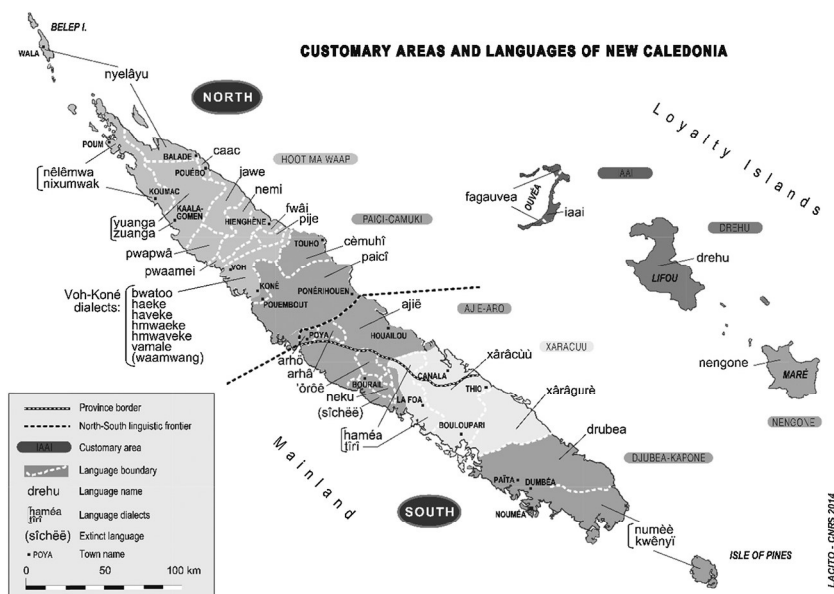 BELEP I.
WALA
CUSTOMARY AREAS AND LANGUAGES OF NEW CALEDONIA
nyelâyu
NORTH
Loyalty Islands
POUM
BALADE
caac
HOOT MA WAAP
POUÉBO
jawe
nêlêmwa
nixumwak
KOUMAC
nemi
fagauvea
OUVÉA
AAI
KAALA-
GOMEN
HIENGHÈNE
fwâi
pije
PAICI-CAMUKI
iaai
yuanga
zuanga
TOUHO
cèmuhî
DREHU
drehu
LIFOU
pwapwâ
pwaamei
VOH
paicî
Voh-Koné
dialects:
bwatoo
haeke
haveke
hmwaeke
hmwaveke
vamale
(waamwang)
KONÉ
POUEMBOUT
PONÉRIHOUEN
ajië
AJIE-ARO
HOUAILOU
XARACUU
POYA
arhö
arhâ
'ôrôê
xârâcùù
CANALA
THIO
nengone
MARÉ
BOURAIL
neku
(sîchëë)
LA FOA
xârâgurè
NENGONE
haméa
tîrî
BOULOUPARI
drubea
DJUBEA-KAPONE
Mainland
SOUTH
PAÏTA
DUMBÉA
NOUMÉA
numèè
kwênyï
ISLE OF PINES
Province border
North-South linguistic frontier
IAAI Customary area
Language boundary
drehu Language name
haméa
tîrî Language dialects
(sîchëë) Extinct language
POYA Town name
0 50 100 km
LACITO - CNRS 2014